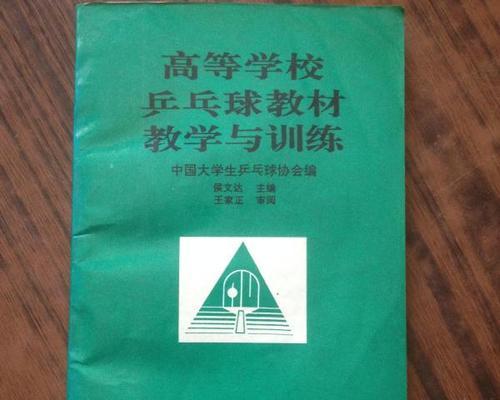 高等学校
乒乓球教材
教学与训练
中国大学生乒乓球协会编
侯文达 主编
王家正 审阅